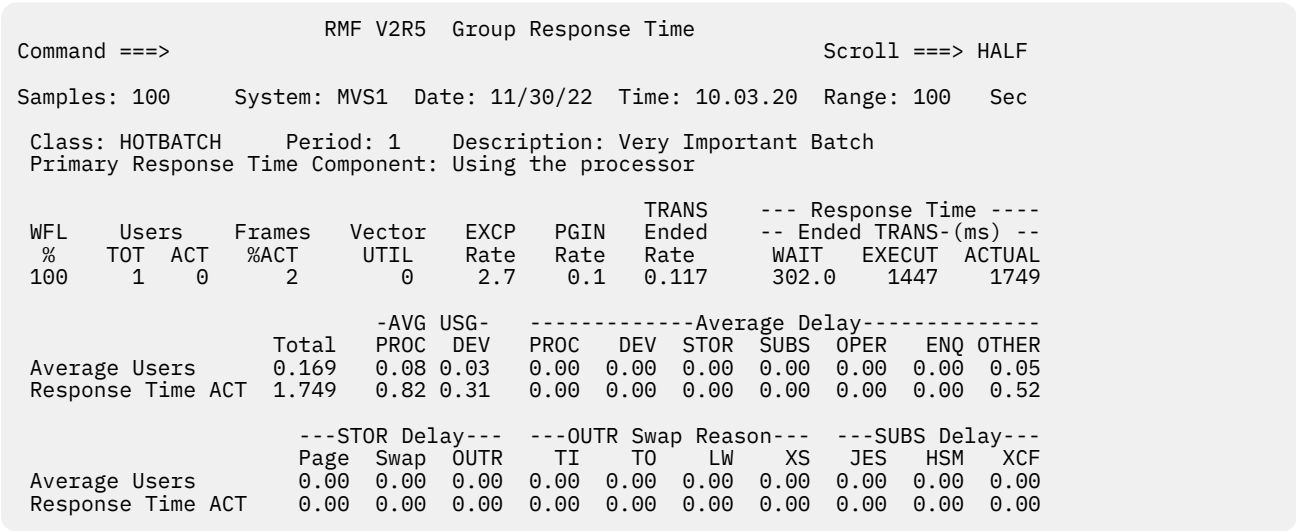 RMF V2R5  Group Response Time
Command ===>                                                   Scroll ===> HALF
Samples: 100     System: MVS1  Date: 11/30/22  Time: 10.03.20  Range: 100   Sec
Class: HOTBATCH     Period: 1    Description: Very Important Batch
Primary Response Time Component: Using the processor
TRANS    --- Response Time ----
WFL    Users    Frames   Vector   EXCP   PGIN   Ended    -- Ended TRANS-(ms) --
%    TOT  ACT   %ACT     UTIL    Rate   Rate   Rate      WAIT   EXECUT  ACTUAL
100     1    0      2        0     2.7    0.1   0.117     302.0    1447    1749
-AVG USG-   -------------Average Delay--------------
Total   PROC  DEV   PROC   DEV  STOR  SUBS  OPER   ENQ OTHER
Average Users      0.169   0.08 0.03   0.00  0.00  0.00  0.00  0.00  0.00  0.05
Response Time ACT  1.749   0.82 0.31   0.00  0.00  0.00  0.00  0.00  0.00  0.52
---STOR Delay---  ---OUTR Swap Reason---  ---SUBS Delay---
Page  Swap  OUTR    TI    TO    LW    XS   JES   HSM   XCF
Average Users        0.00  0.00  0.00  0.00  0.00  0.00  0.00  0.00  0.00  0.00
Response Time ACT    0.00  0.00  0.00  0.00  0.00  0.00  0.00  0.00  0.00  0.00